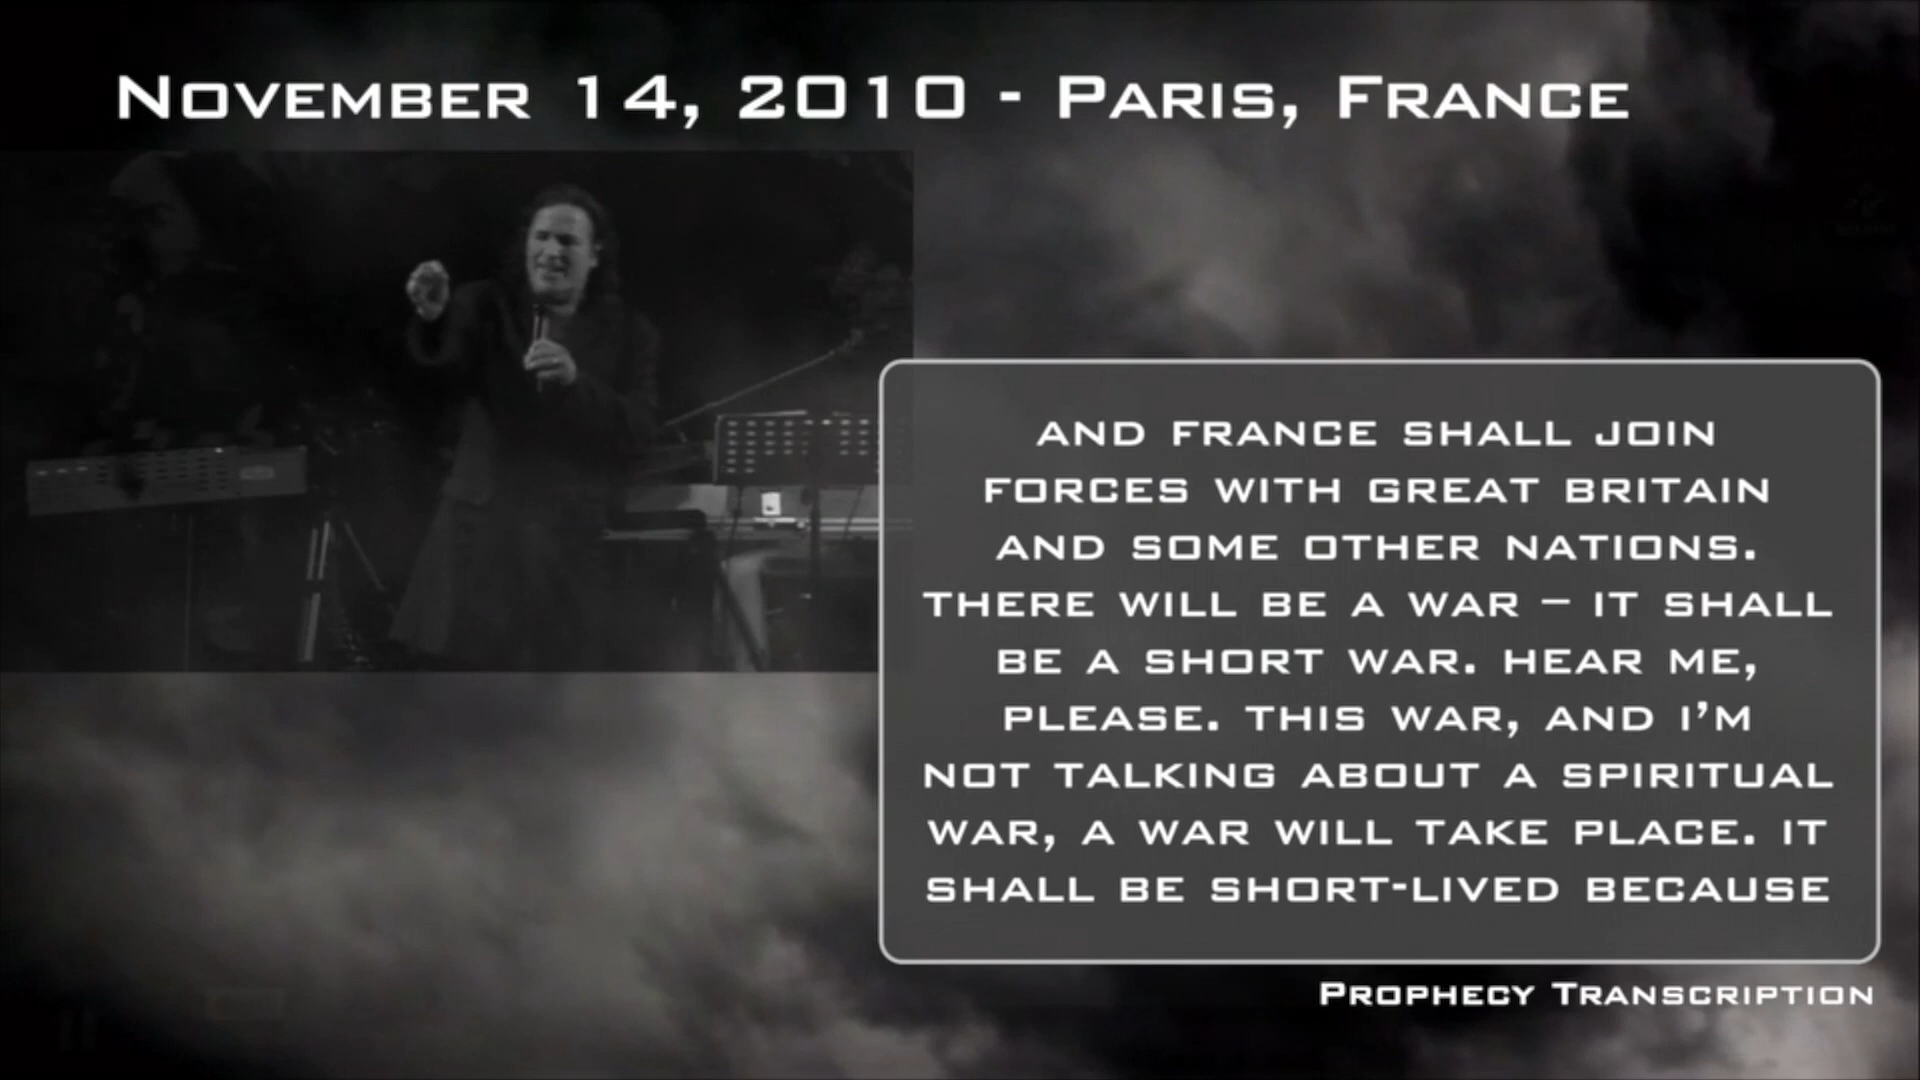 November 14, 2010 - Paris, France
AND FRANCE SHALL JOIN
FORCES WITH GREAT BRITAIN
AND SOME OTHER NATIONS.
THERE WILL BE A WAR – IT SHALL
BE A SHORT WAR. HEAR ME,
PLEASE. THIS WAR, AND I'M
NOT TALKING ABOUT A SPIRITUAL
WAR, A WAR WILL TAKE PLACE. IT
SHALL BE SHORT-LIVED BECAUSE
Prophecy Transcription